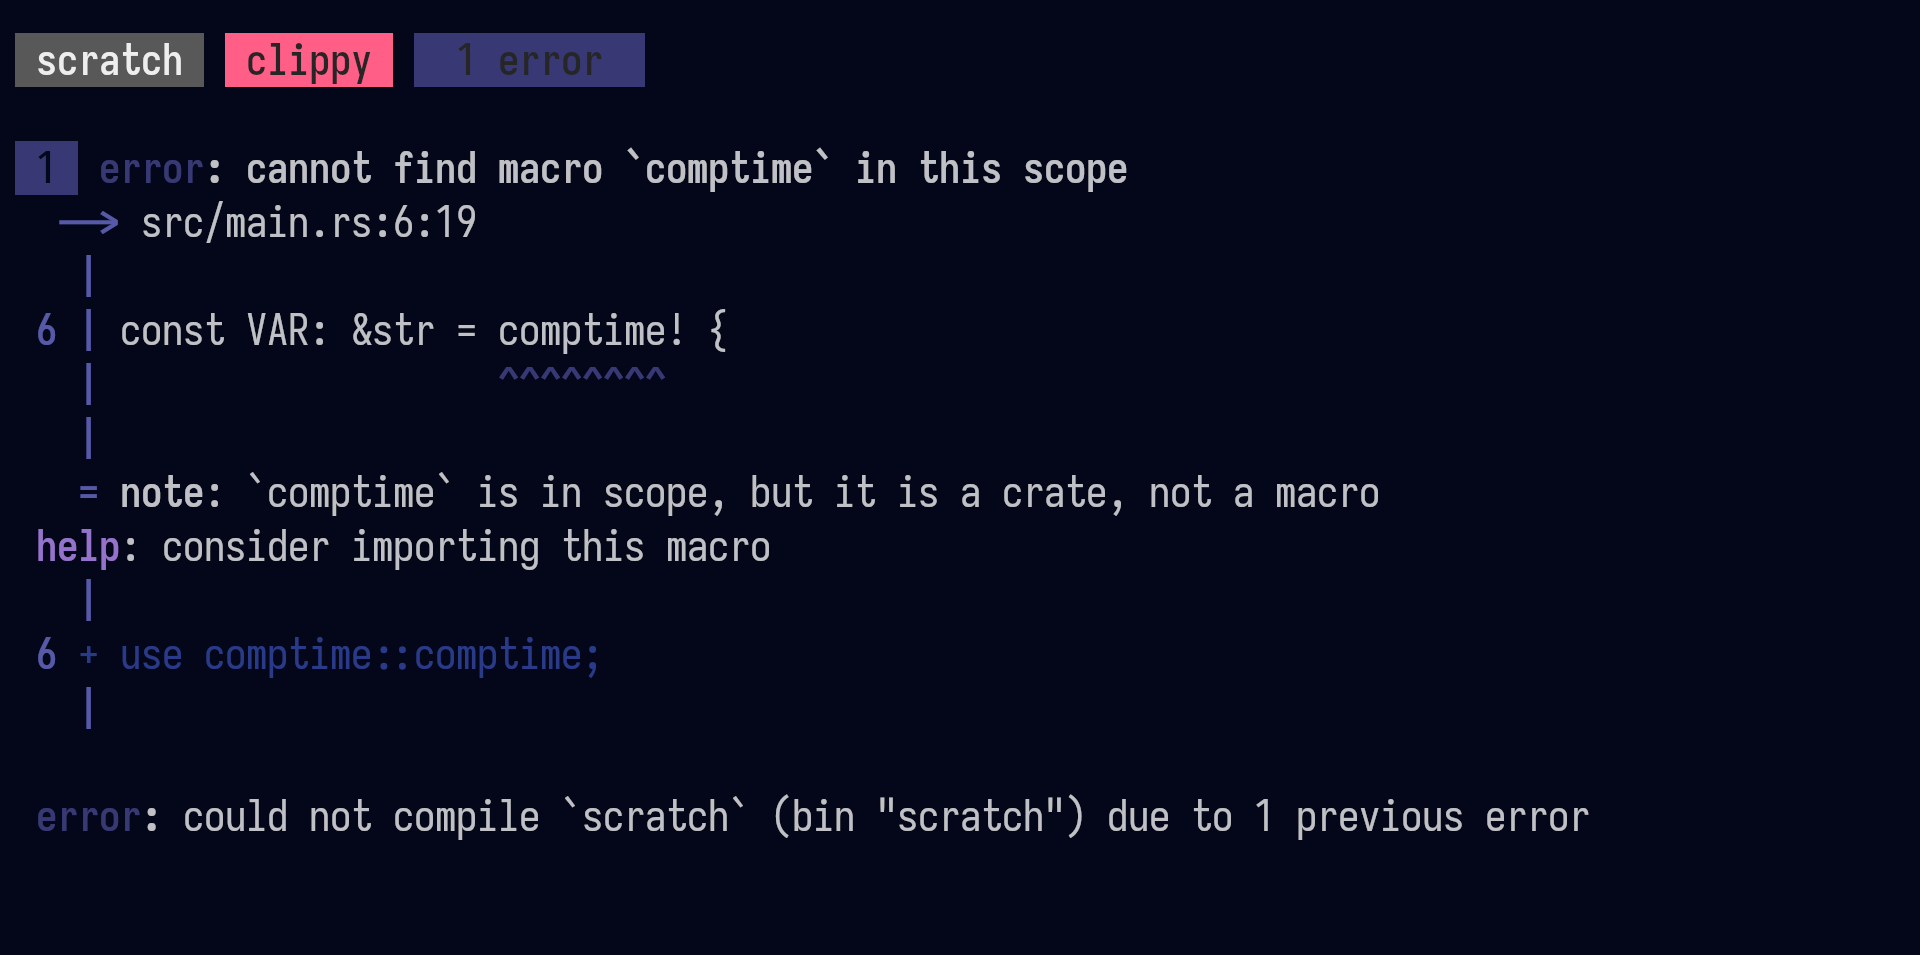 scratch clippy 1 error
1 error: cannot find macro `comptime` in this scope
--> src/main.rs:6:19
|
6 | const VAR: &str = comptime! {
| ^^^^^^^^
|
= note: `comptime` is in scope, but it is a crate, not a macro
help: consider importing this macro
|
6 + use comptime::comptime;
|
error: could not compile `scratch` (bin "scratch") due to 1 previous error